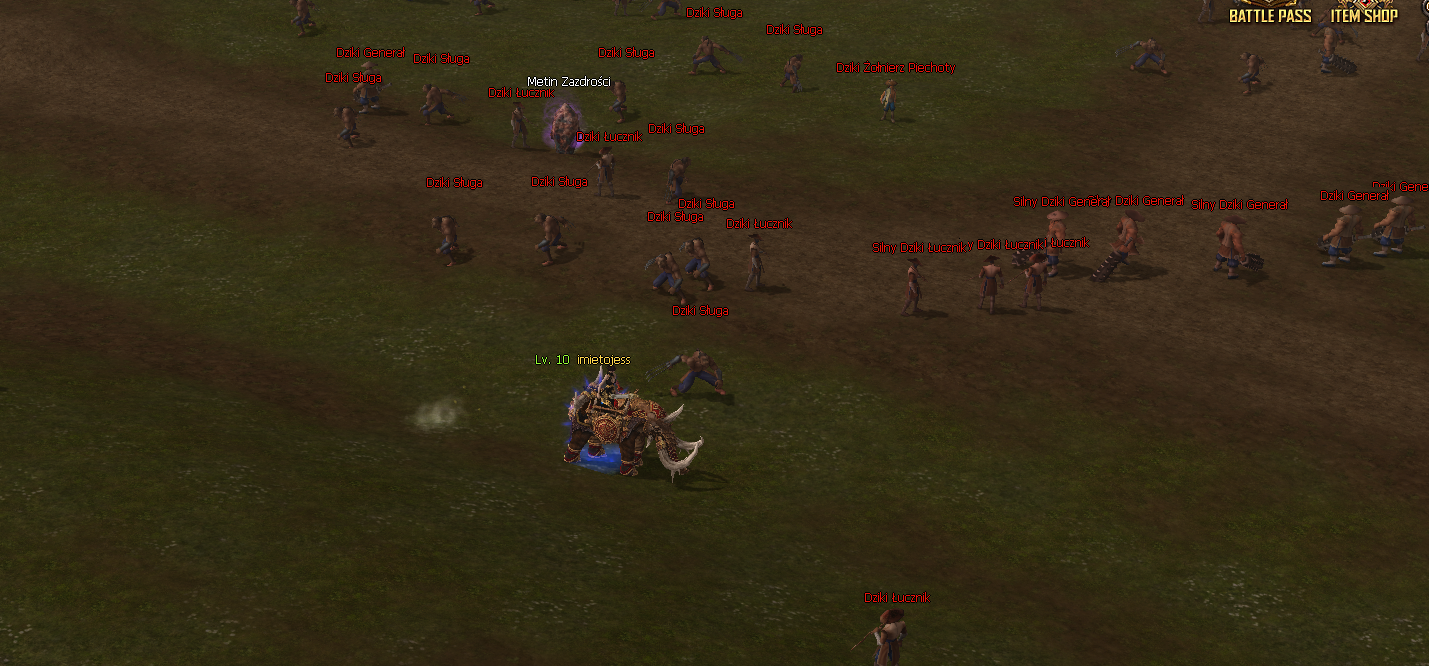 Dziki Sługa
BATTLE PASS
ITEM SHOP
Dziki Sługa
Dziki Generał
Dziki Sługa
Dziki Sługa
Dziki Żołnierz Piechoty
Dziki Sługa
Metin Zazdrości
Dziki Łucznik
Dziki Sługa
Dziki Łucznik
Dziki Sługa
Dziki Sługa
Dziki Generał
Dziki Sługa
Silny Dziki Generał
Dziki Generał
Silny Dziki Generał
Dziki Sługa
Dziki Łucznik
Silny Dziki Łucznik
Dziki Łucznik
Łucznik
Dziki Sługa
Lv. 10 imietojess
Dziki Łucznik